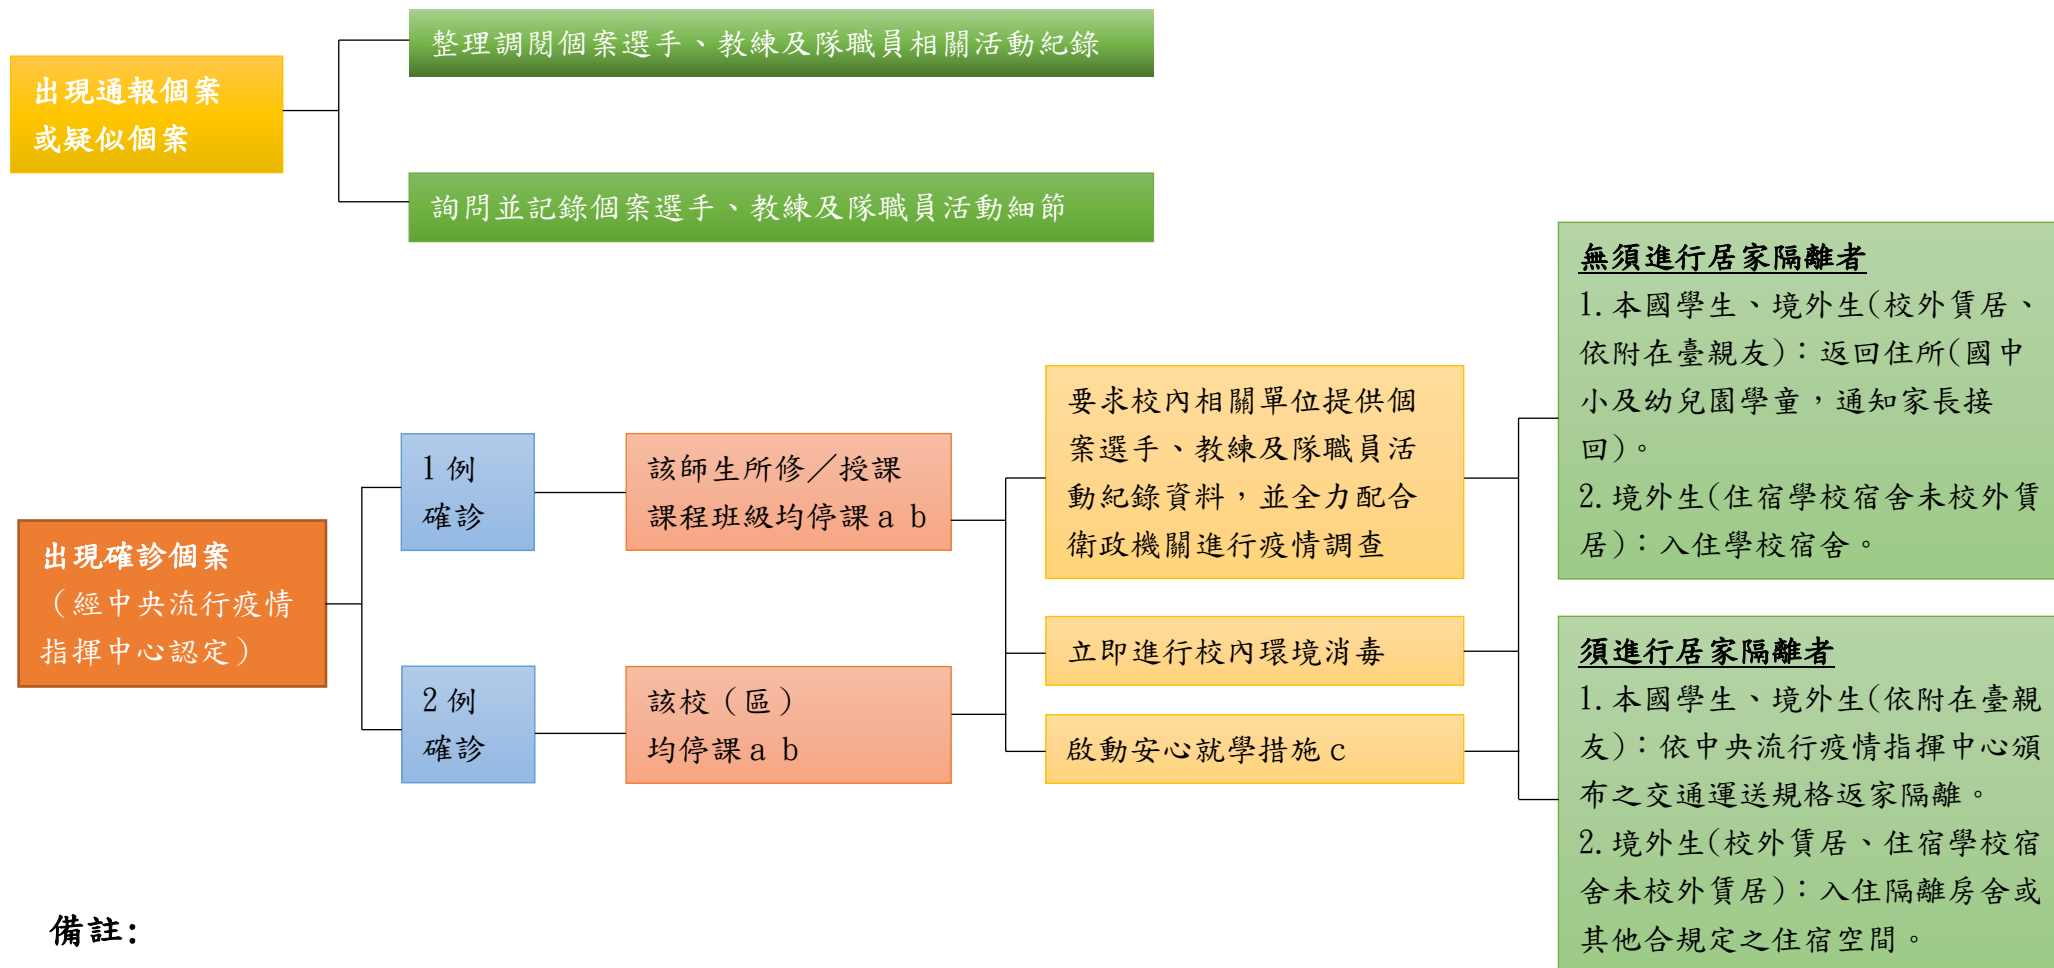 整理調閱個案選手、教練及隊職員相關活動紀錄
出現通報個案
或疑似個案
詢問並記錄個案選手、教練及隊職員活動細節
出現確診個案
（經中央流行疫情
指揮中心認定）
1例
確診
該師生所修／授課
課程班級均停課a b
2例
確診
該校（區）
均停課a b
要求校內相關單位提供個
案選手、教練及隊職員活
動紀錄資料，並全力配合
衛政機關進行疫情調查
立即進行校內環境消毒
啟動安心就學措施c
無須進行居家隔離者
1.本國學生、境外生(校外賃居、
依附在臺親友)：返回住所(國中
小及幼兒園學童，通知家長接
回)。
2.境外生(住宿學校宿舍未校外賃
居)：入住學校宿舍。
須進行居家隔離者
1.本國學生、境外生(依附在臺親
友)：依中央流行疫情指揮中心頒
布之交通運送規格返家隔離。
2.境外生(校外賃居、住宿學校宿
舍未校外賃居)：入住隔離房舍或
其他合規定之住宿空間。
備註: